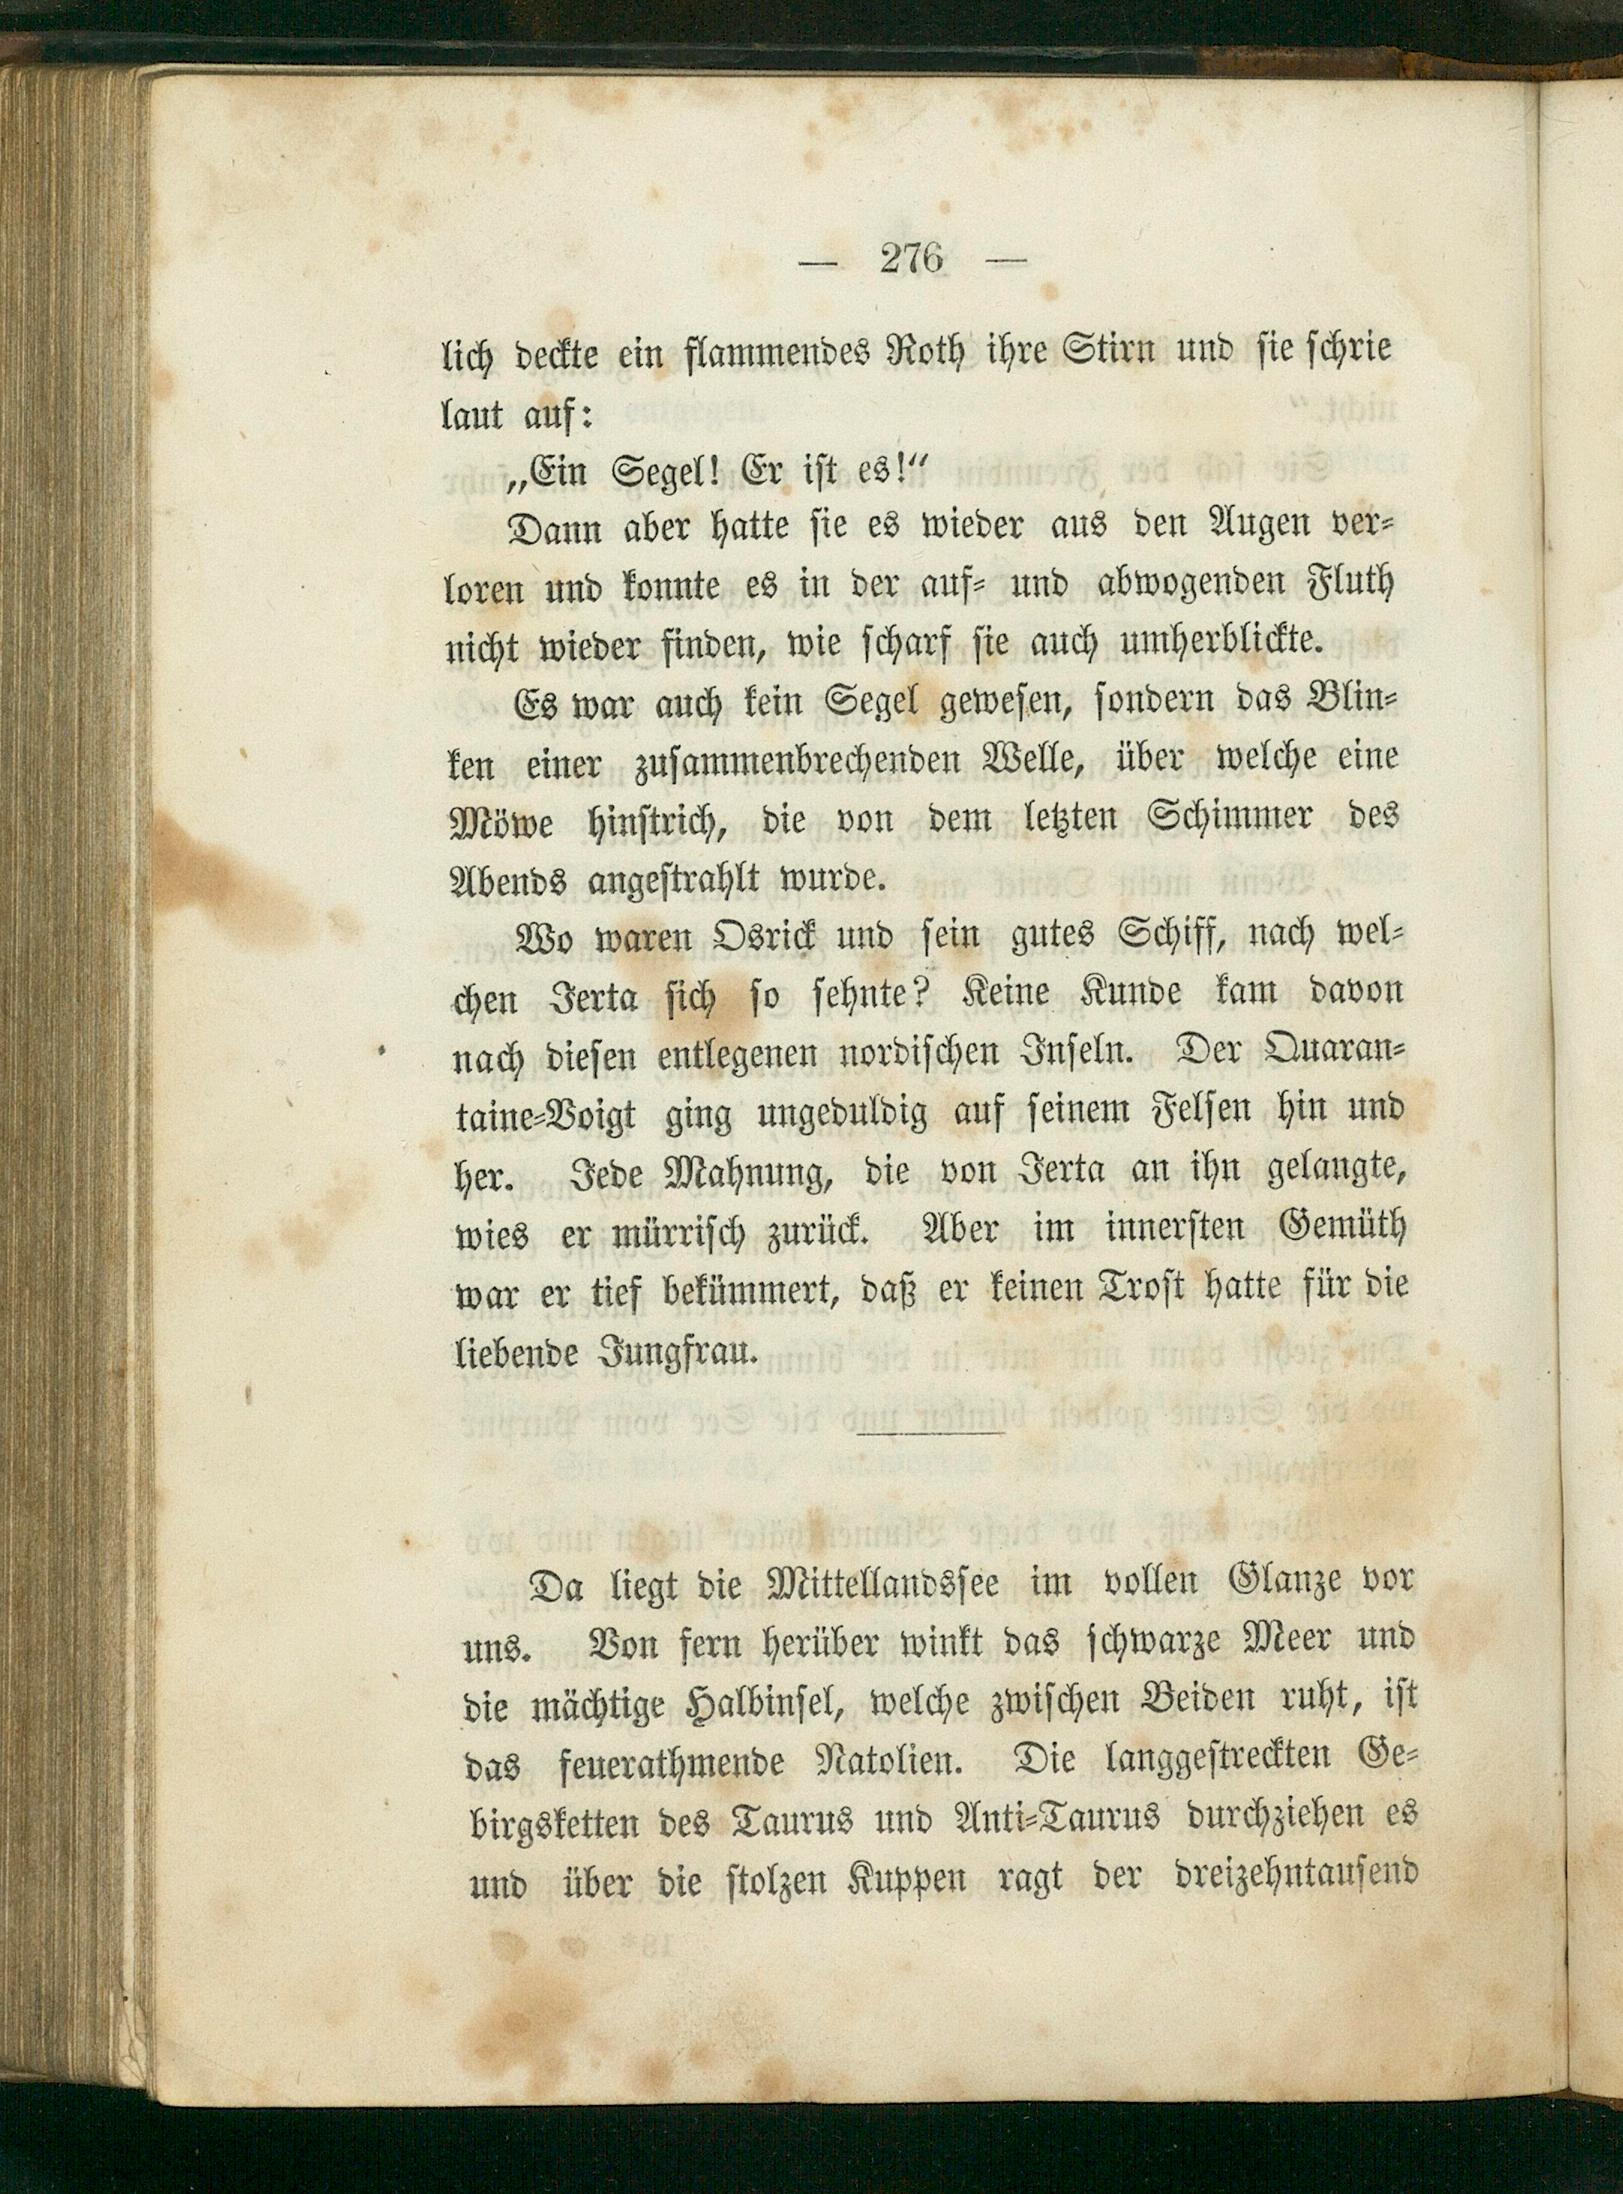 — 276 —
lich deckte ein flammendes Roth ihre Stirn und sie schrie
laut auf:
„Ein Segel! Er ist es!“
Dann aber hatte sie es wieder aus den Augen ver-
loren und konnte es in der auf- und abwogenden Fluth
nicht wieder finden, wie scharf sie auch umherblickte.
Es war auch kein Segel gewesen, sondern das Blin-
ken einer zusammenbrechenden Welle, über welche eine
Möwe hinstrich, die von dem letzten Schimmer des
Abends angestrahlt wurde.
Wo waren Osrick und sein gutes Schiff, nach wel-
chen Jerta sich so sehnte? Keine Kunde kam davon
nach diesen entlegenen nordischen Inseln. Der Quaran-
taine-Voigt ging ungeduldig auf seinem Felsen hin und
her. Jede Mahnung, die von Jerta an ihn gelangte,
wies er mürrisch zurück. Aber im innersten Gemüth
war er tief bekümmert, daß er keinen Trost hatte für die
liebende Jungfrau.
Da liegt die Mittellandssee im vollen Glanze vor
uns. Von fern herüber winkt das schwarze Meer und
die mächtige Halbinsel, welche zwischen Beiden ruht, ist
das feuerathmende Natolien. Die langgestreckten Ge-
birgsketten des Taurus und Anti-Taurus durchziehen es
und über die stolzen Kuppen ragt der dreizehntausend